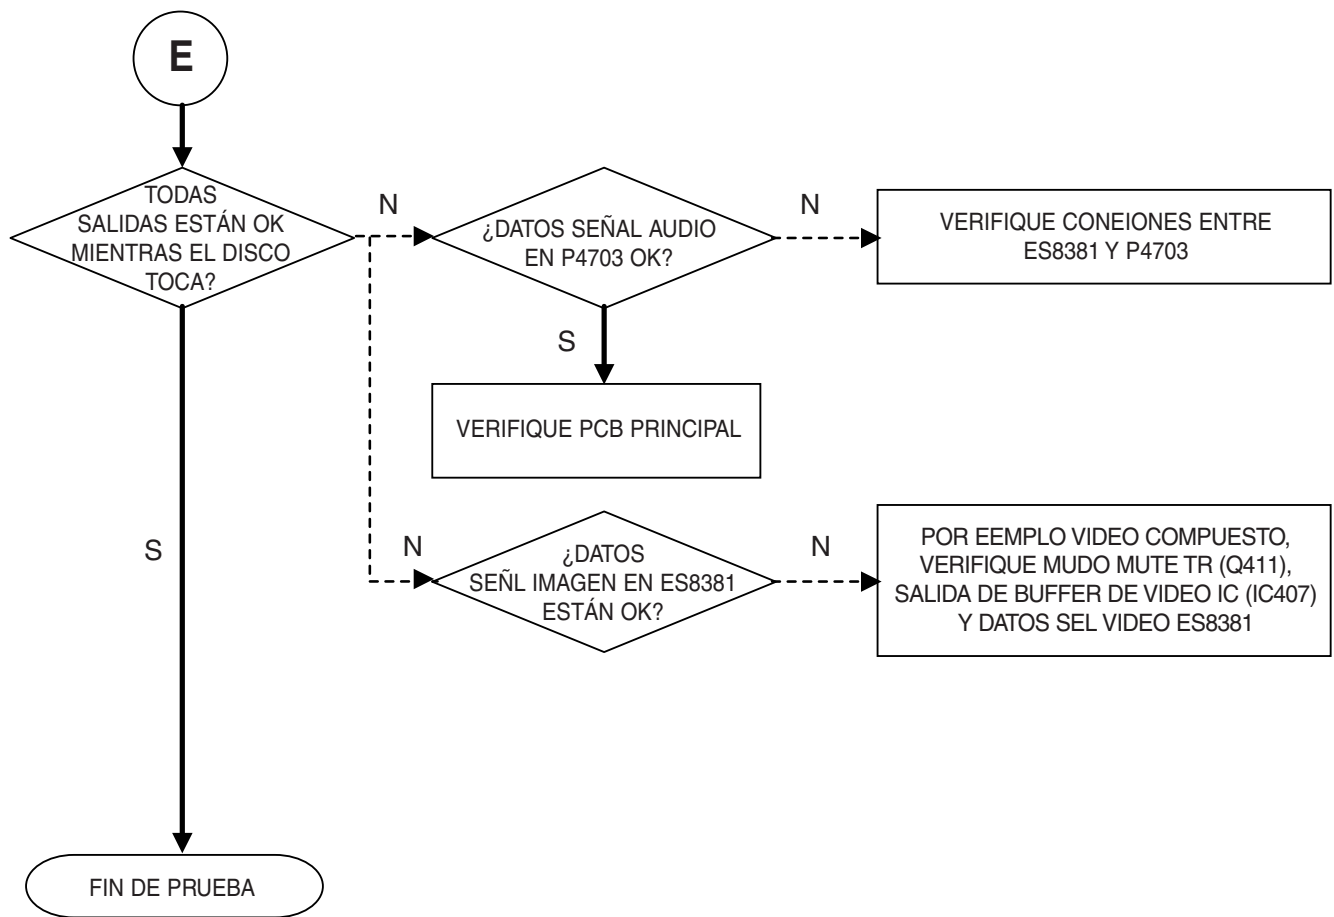 E
TODAS
SALIDAS ESTÁN OK
MIENTRAS EL DISCO
TOCA?
N
¿DATOS SEÑAL AUDIO
EN P4703 OK?
N
VERIFIQUE CONEIONES ENTRE
ES8381 Y P4703
S
VERIFIQUE PCB PRINCIPAL
S
N
¿DATOS
SEÑL IMAGEN EN ES8381
ESTÁN OK?
N
POR EEMPLO VIDEO COMPUESTO,
VERIFIQUE MUDO MUTE TR (Q411),
SALIDA DE BUFFER DE VIDEO IC (IC407)
Y DATOS SEL VIDEO ES8381
FIN DE PRUEBA